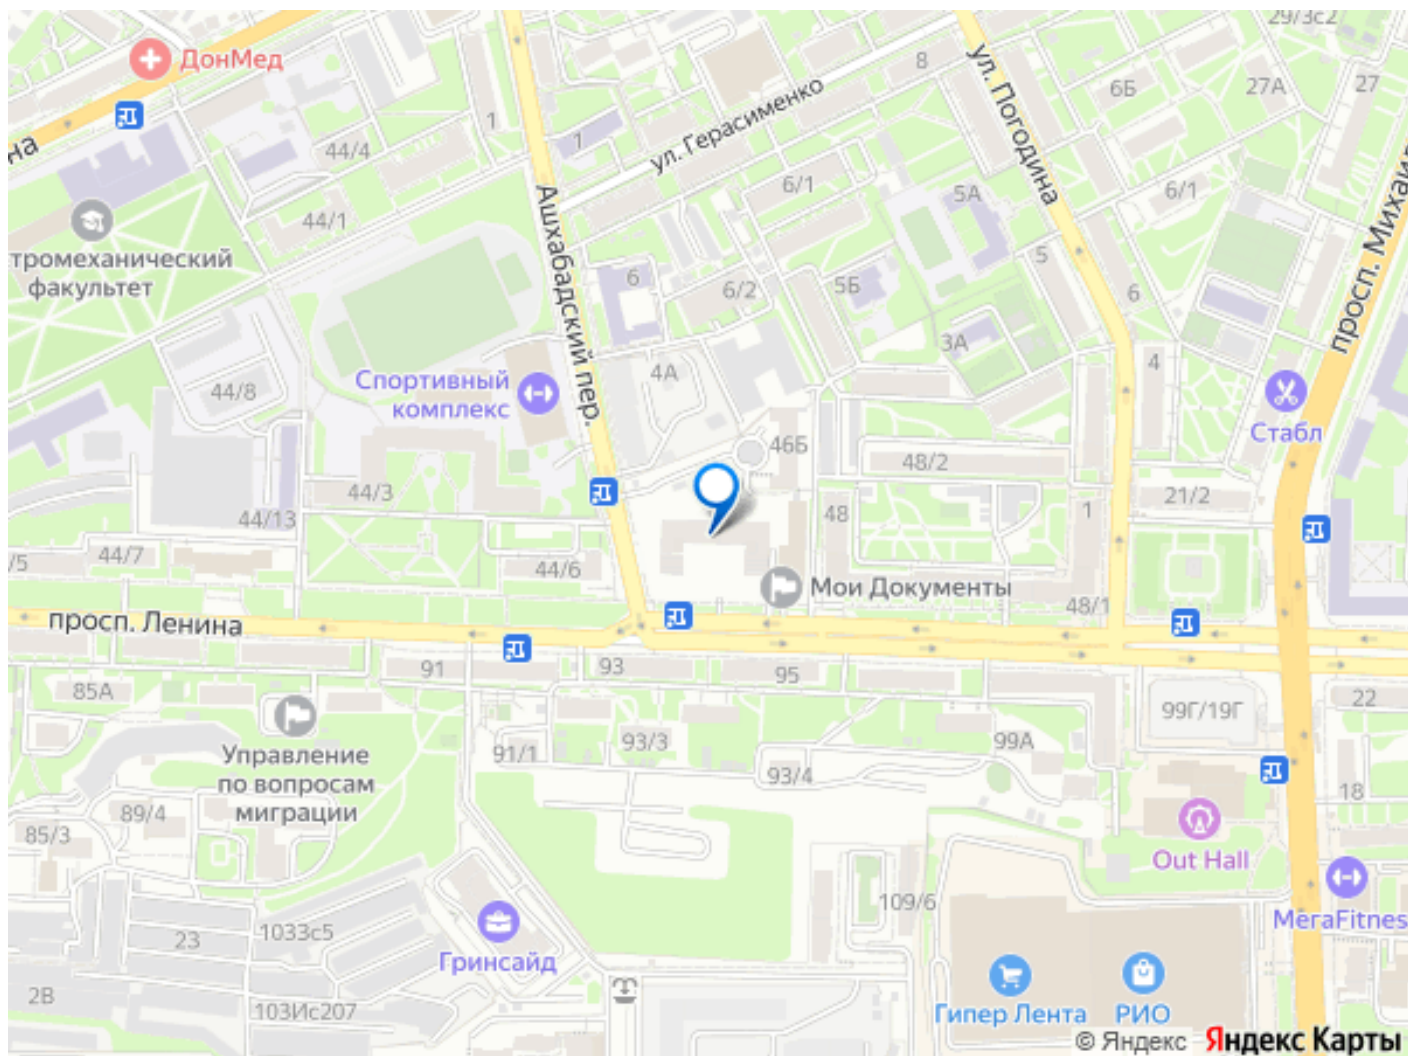 29/3с2
ДонМед
8
27А
27
6Б
ул. Погодина
ул. Герасименко
1
1
на
44/4
6/1
5А
6/1
просп. Михаил
44/1
Ашхабадский пер.
тромеханический
факультет
5
6
6/2
5Б
6
3А
4
4А
Спортивный
комплекс
44/8
Стабл
46Б
48/2
44/3
21/2
48
1
44/13
44/7
/5
44/6
Мои Документы
48/1
просп. Ленина
91
93
95
85А
22
99Г/19Г
93/3
99А
91/1
Управление
по вопросам
миграции
93/4
18
89/4
85/3
Out Hall
109/6
МегаFitnes
1033с5
23
Гринсайд
2В
103Ис207
Гипер Лента
РИО
© Яндекс Яндекс Карты